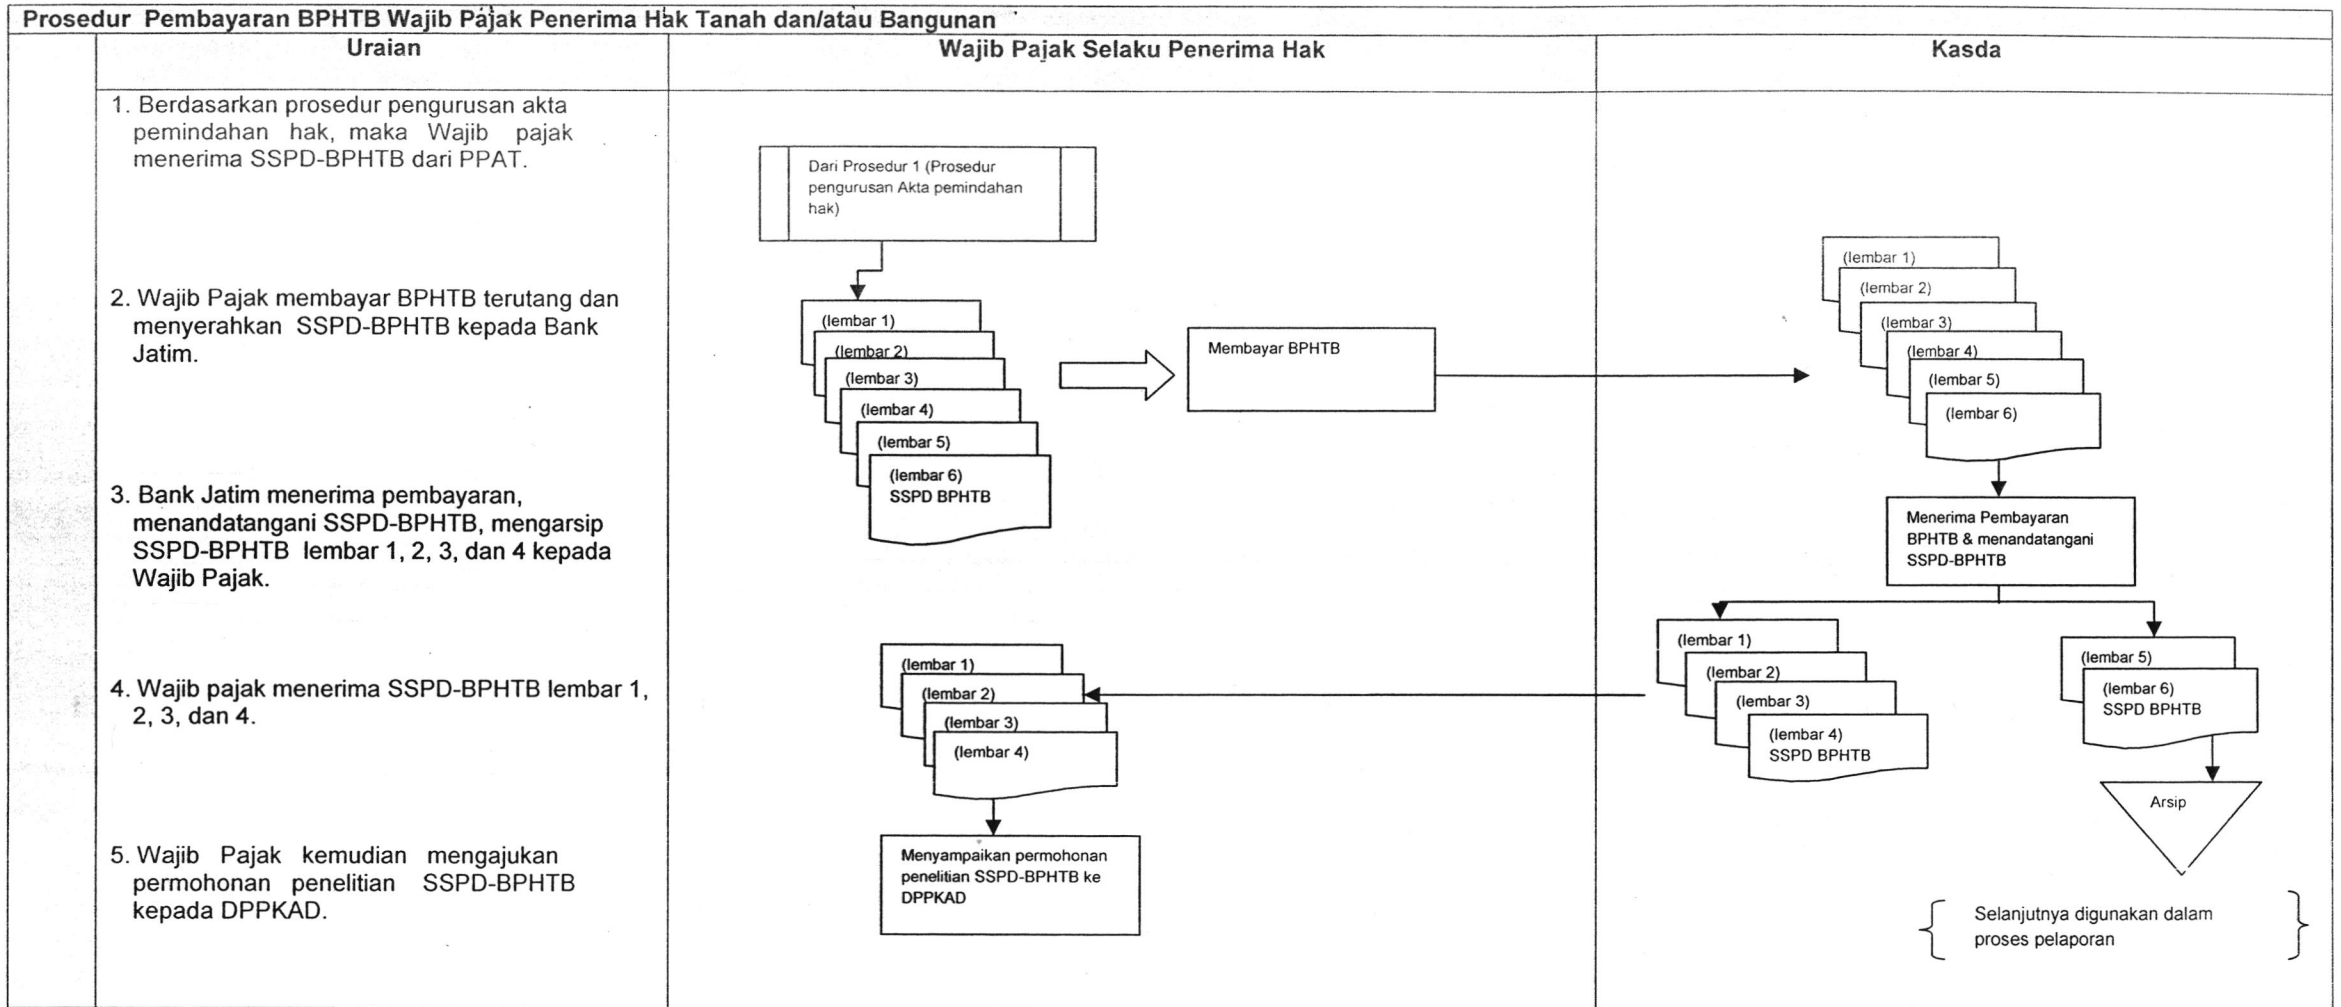 Prosedur Pembayaran BPHTB Wajib Pajak Penerima Hak Tanah dan/atau Bangunan
Uraian
Wajib Pajak Selaku Penerima Hak
Kasda
1. Berdasarkan prosedur pengurusan akta
pemindahan hak, maka Wajib pajak
menerima SSPD-BPHTB dari PPAT.
2. Wajib Pajak membayar BPHTB terutang dan
menyerahkan SSPD-BPHTB kepada Bank
Jatim.
3. Bank Jatim menerima pembayaran,
menandatangani SSPD-BPHTB, mengarsip
SSPD-BPHTB lembar 1, 2, 3, dan 4 kepada
Wajib Pajak.
4. Wajib pajak menerima SSPD-BPHTB lembar 1,
2, 3, dan 4.
5. Wajib Pajak kemudian mengajukan
permohonan penelitian SSPD-BPHTB
kepada DPPKAD.
Dari Prosedur 1 (Prosedur
pengurusan Akta pemindahan
hak)
(lembar 1)
(lembar 2)
(lembar 3)
(lembar 4)
(lembar 5)
(lembar 6)
SSPD BPHTB
Membayar BPHTB
(lembar 1)
(lembar 2)
(lembar 3)
(lembar 4)
Menyampaikan permohonan
penelitian SSPD-BPHTB ke
DPPKAD
(lembar 1)
(lembar 2)
(lembar 3)
(lembar 4)
(lembar 5)
(lembar 6)
Menerima Pembayaran
BPHTB & menandatangani
SSPD-BPHTB
(lembar 1)
(lembar 2)
(lembar 3)
(lembar 4)
SSPD BPHTB
(lembar 5)
(lembar 6)
SSPD BPHTB
Arsip
Selanjutnya digunakan dalam
proses pelaporan